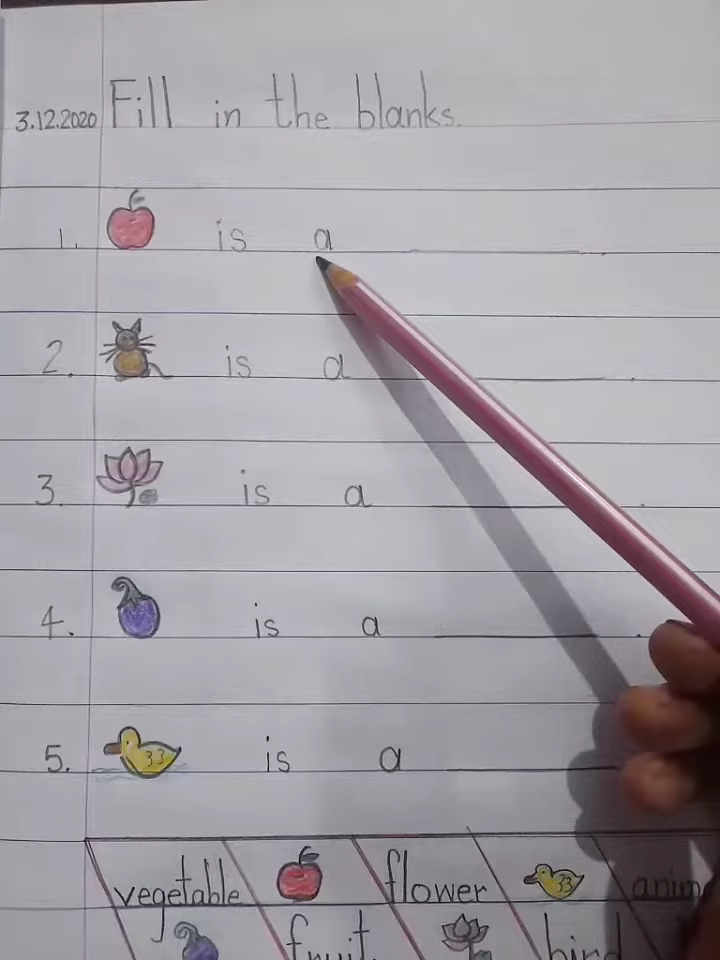 3.12.2020 Fill in the blanks.
1. is a .
2. is a .
3. is a .
4. is a .
5. is a
vegetable flower anim
fruit bird